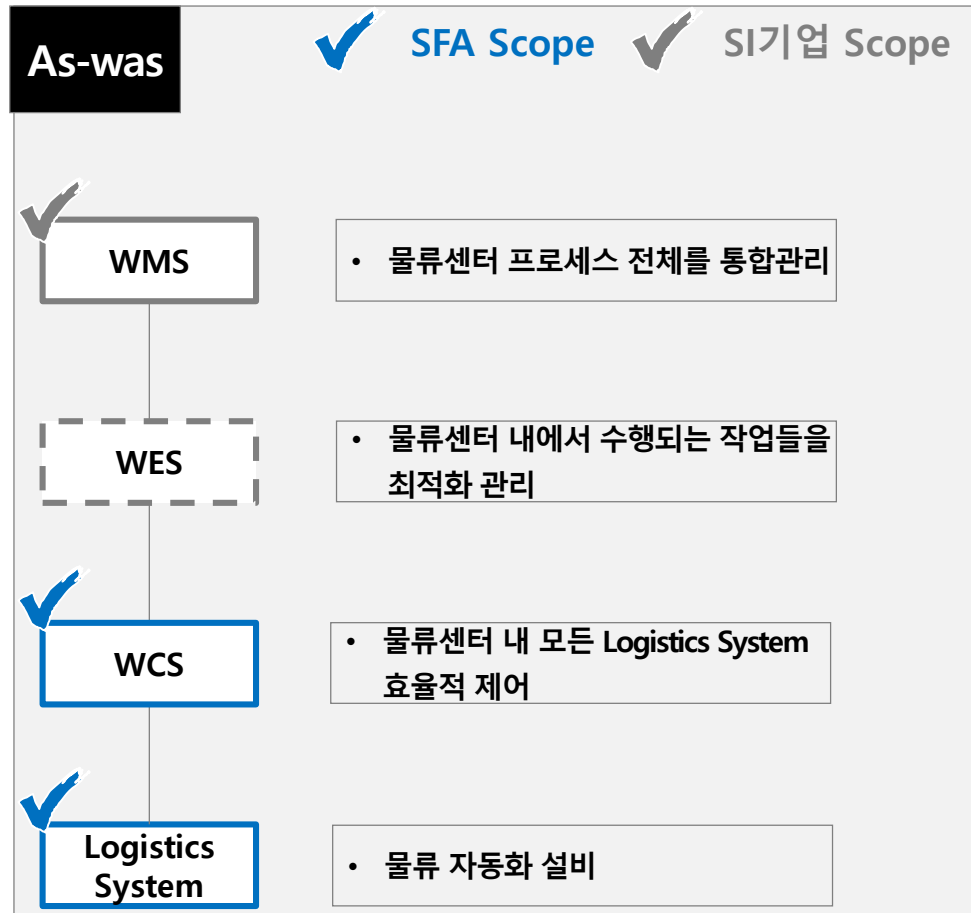 As-was
SFA Scope
SI기업 Scope
WMS
• 물류센터 프로세스 전체를 통합관리
WES
• 물류센터 내에서 수행되는 작업들을
최적화 관리
WCS
• 물류센터 내 모든 Logistics System
효율적 제어
Logistics
System
• 물류 자동화 설비